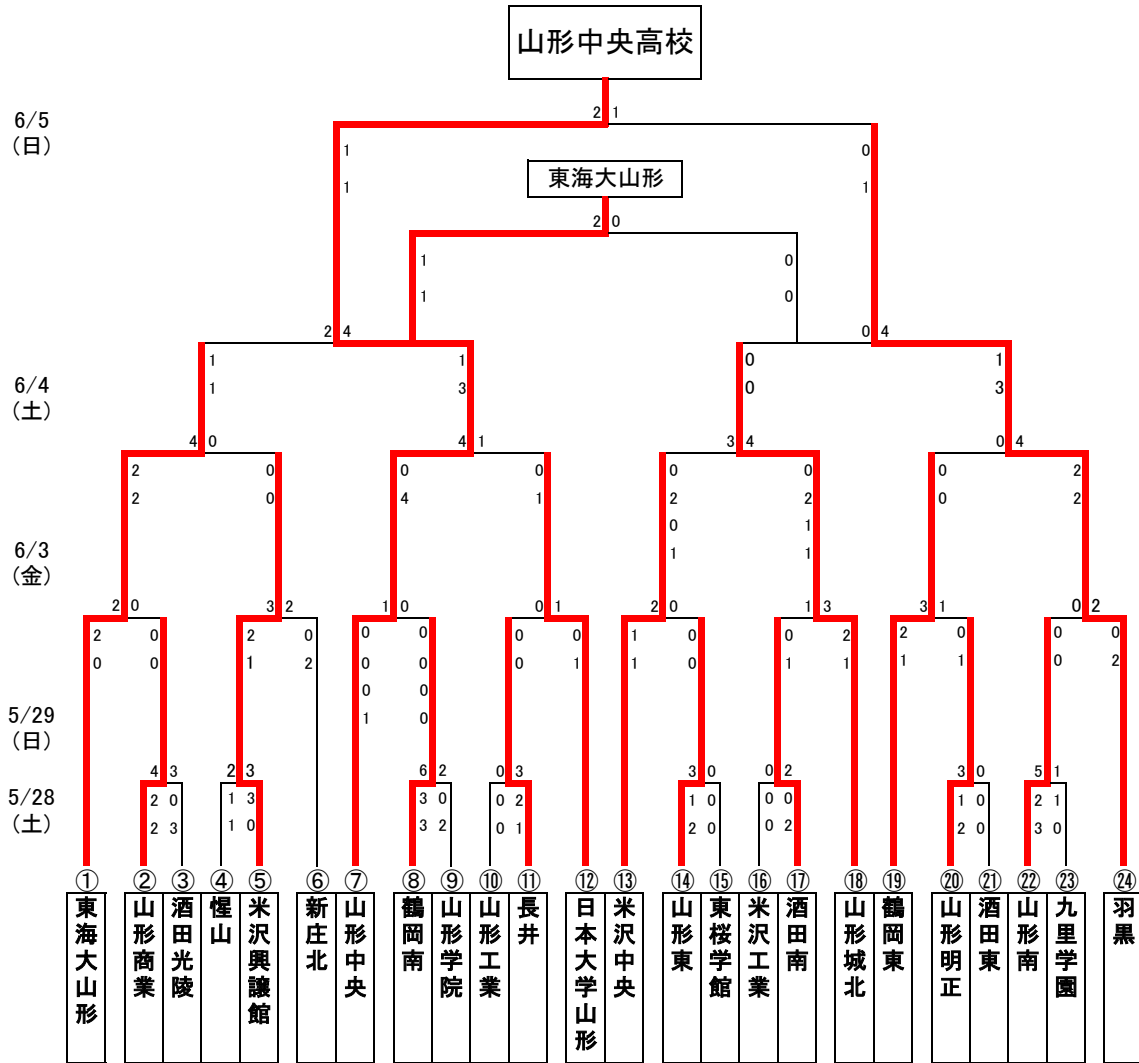 山形中央高校
6/5
(日)
2 1
1 0
1 1
東海大山形
2 0
1 0
1 0
2 4 0 4
6/4
(土)
1 1 0 1
1 3 0 3
4 0 4 1 3 4 0 4
2 0 0 0 0 0 0 2
2 0 4 1 2 2 0 2
0 1
1 1
6/3
(金)
2 0 3 2 1 0 0 1 2 0 1 3 3 1 0 2
2 0 2 0 0 0 0 0 1 0 0 2 2 0 0 0
0 0 1 2 0 0 0 1 1 0 1 1 1 1 0 2
0 0
1 0
5/29
(日)
4 3 2 3 6 2 0 3 3 0 0 2 3 0 5 1
5/28
(土)
2 0 1 3 3 0 0 2 1 0 0 0 1 0 2 1
2 3 1 0 3 2 0 1 2 0 0 2 2 0 3 0
① ② ③ ④ ⑤ ⑥ ⑦ ⑧ ⑨ ⑩ ⑪ ⑫ ⑬ ⑭ ⑮ ⑯ ⑰ ⑱ ⑲ ⑳ ㉑ ㉒ ㉓ ㉔
東海大山形
山形商業
酒田光陵
惺山
米沢興譲館
新庄北
山形中央
鶴岡南
山形学院
山形工業
長井
日本大学山形
米沢中央
山形東
東桜学館
米沢工業
酒田南
山形城北
鶴岡東
山形明正
酒田東
山形南
九里学園
羽黒